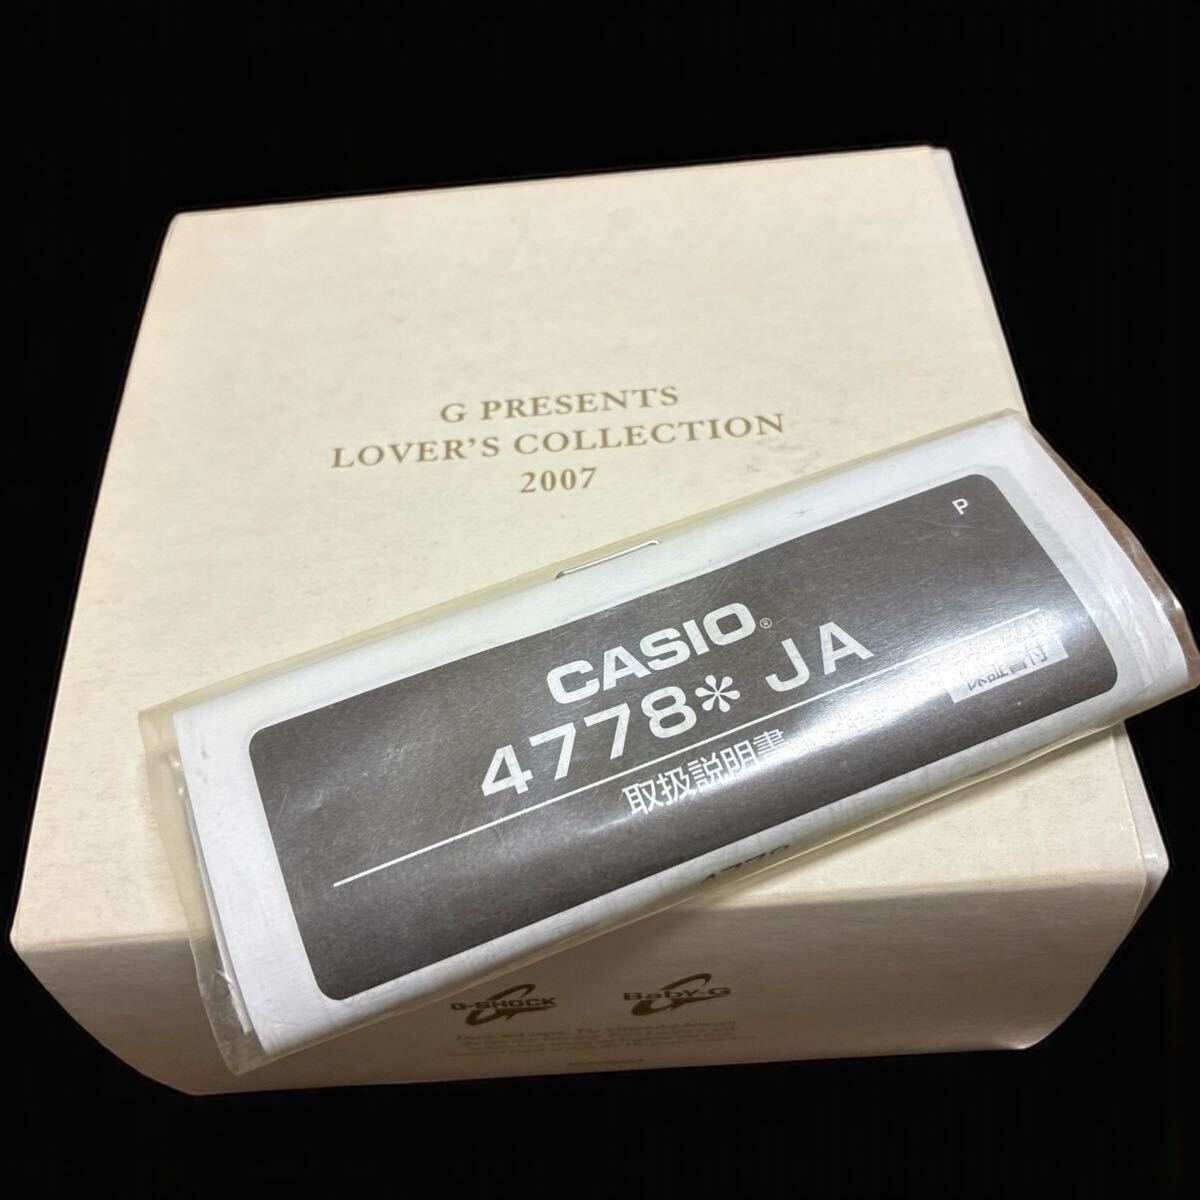 G PRESENTS
LOVER'S COLLECTION
2007
P
CASIO®
4778* JA
取扱説明書
保証書付
G-SHOCK
Baby-G